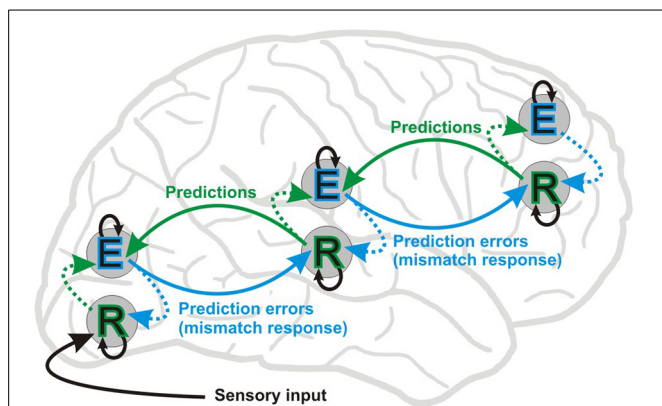 E
Predictions
R
E
Predictions
R
Prediction errors
(mismatch response)
E
R
Prediction errors
(mismatch response)
Sensory input